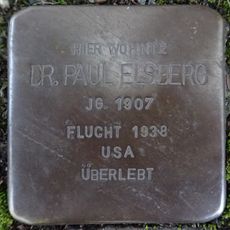 HIER WOHNTE
DR. PAUL ELSBERG
JG. 1907
FLUCHT 1938
USA
ÜBERLEBT